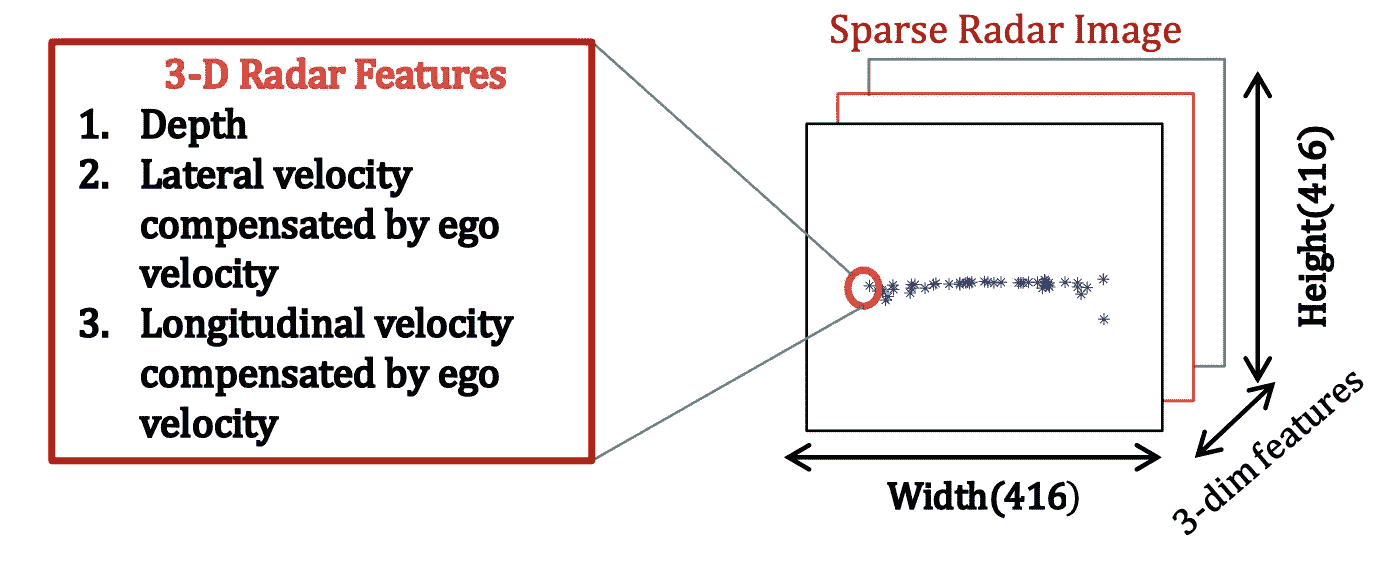 Sparse Radar Image
3-D Radar Features
1. Depth
2. Lateral velocity
compensated by ego
velocity
3. Longitudinal velocity
compensated by ego
velocity
Height(416)
Width(416)
3-dim features